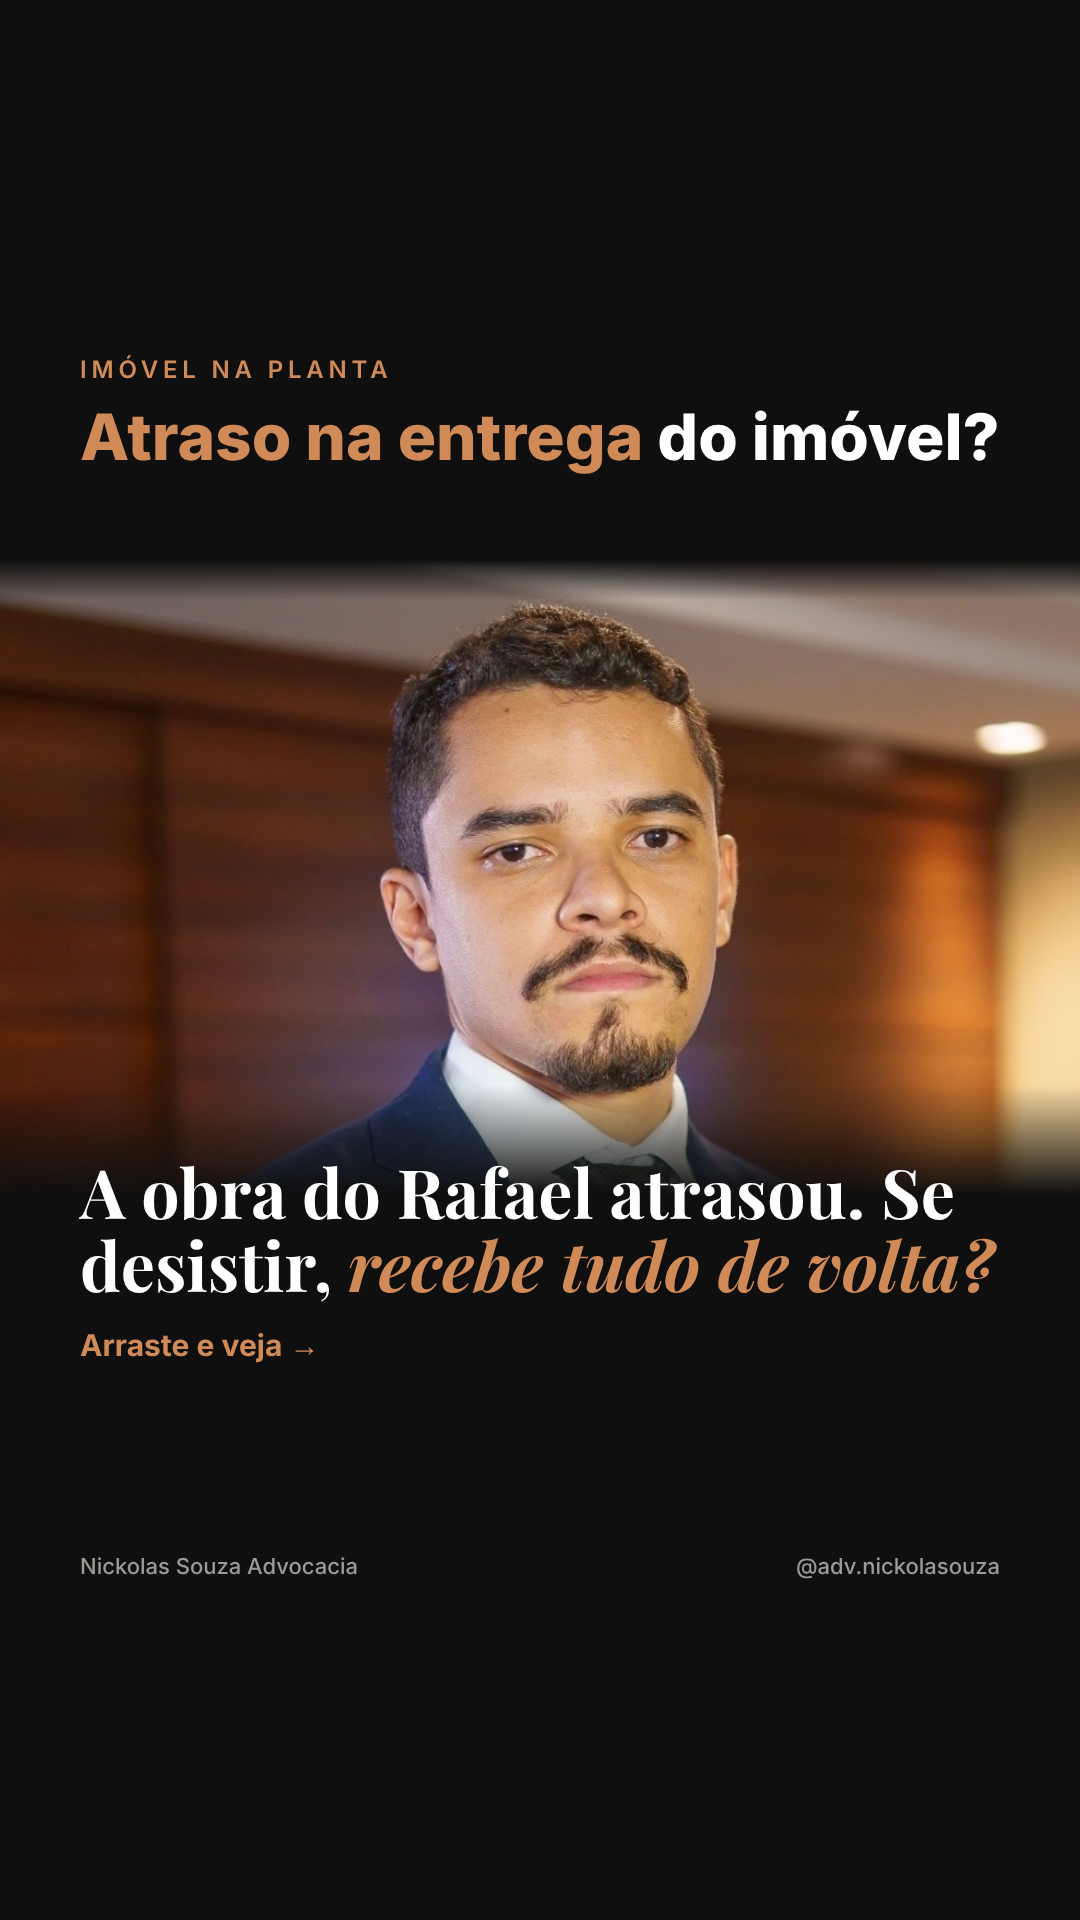 IMÓVEL NA PLANTA
Atraso na entrega do imóvel?
A obra do Rafael atrasou. Se
desistir, recebe tudo de volta?
Arraste e veja →
Nickolas Souza Advocacia
@adv.nickolasouza